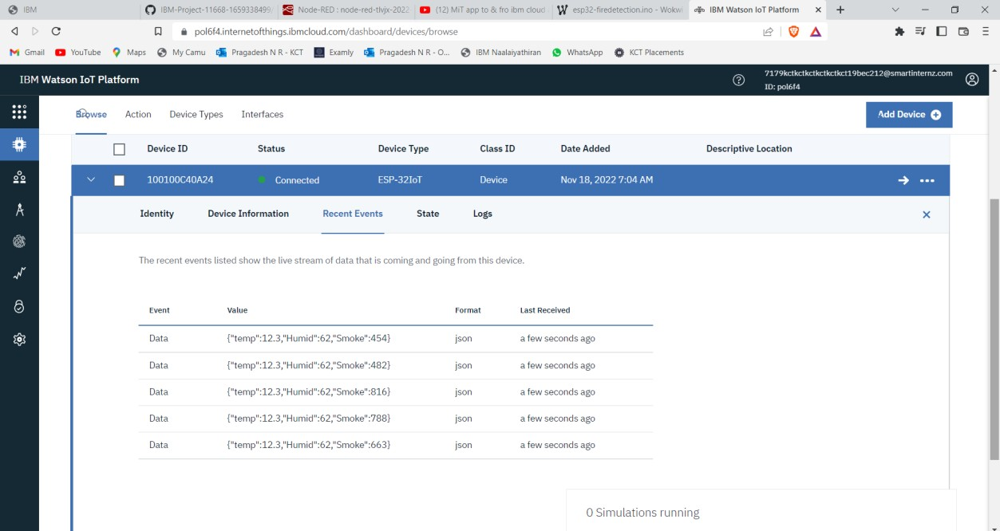 IBM
IBM-Project-11668-1659338499
Node-RED : node-red-tlvjx-2022
(12) MiT app to & fro ibm cloud
esp32-firedetection.ino - Wokwi
IBM Watson IoT Platform
pol6f4.internetofthings.ibmcloud.com/dashboard/devices/browse
Gmail YouTube Maps My Camu Pragadesh N R - KCT Examly Pragadesh N R - O... IBM Naalaiyathiran WhatsApp KCT Placements
IBM Watson IoT Platform
7179kctkctkctkctkctkct19bec212@smartinternz.com
ID: pol6f4
Browse Action Device Types Interfaces
Add Device
Device ID Status Device Type Class ID Date Added Descriptive Location
100100C40A24 Connected ESP-32IoT Device Nov 18, 2022 7:04 AM
Identity Device Information Recent Events State Logs
The recent events listed show the live stream of data that is coming and going from this device.
Event Value Format Last Received
Data {"temp":12.3,"Humid":62,"Smoke":454} json a few seconds ago
Data {"temp":12.3,"Humid":62,"Smoke":482} json a few seconds ago
Data {"temp":12.3,"Humid":62,"Smoke":816} json a few seconds ago
Data {"temp":12.3,"Humid":62,"Smoke":788} json a few seconds ago
Data {"temp":12.3,"Humid":62,"Smoke":663} json a few seconds ago
0 Simulations running